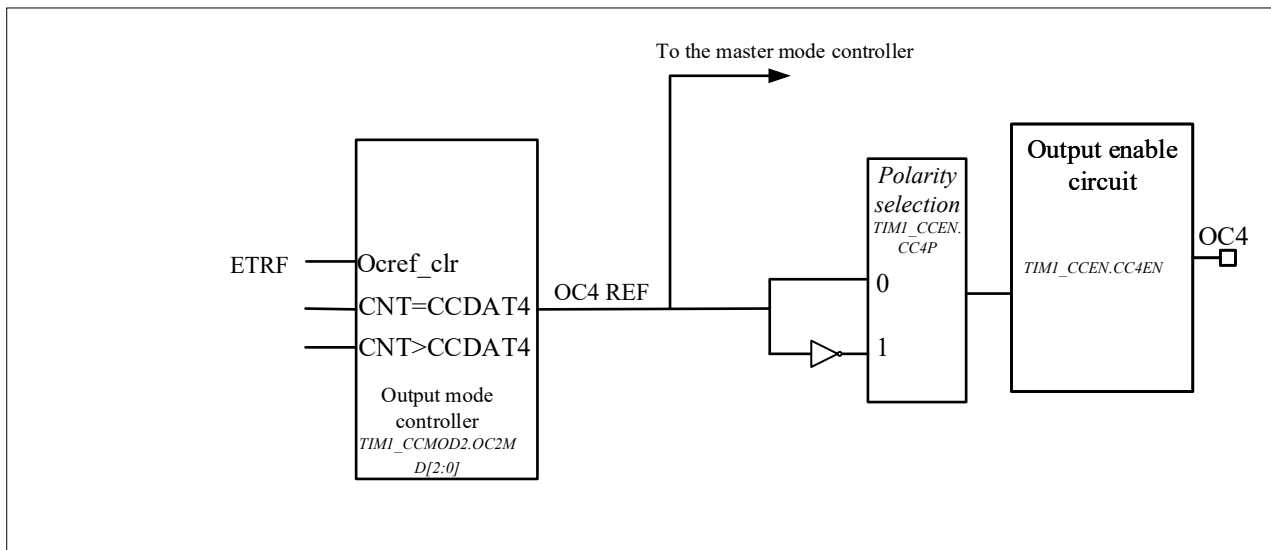 To the master mode controller
Output enable
circuit
Polarity
selection
TIM1_CCEN.
CC4P
OC4
ETRF
Ocref_clr
TIM1_CCEN.CC4EN
0
OC4 REF
CNT=CCDAT4
CNT>CCDAT4
1
Output mode
controller
TIM1_CCMOD2.OC2M
D[2:0]